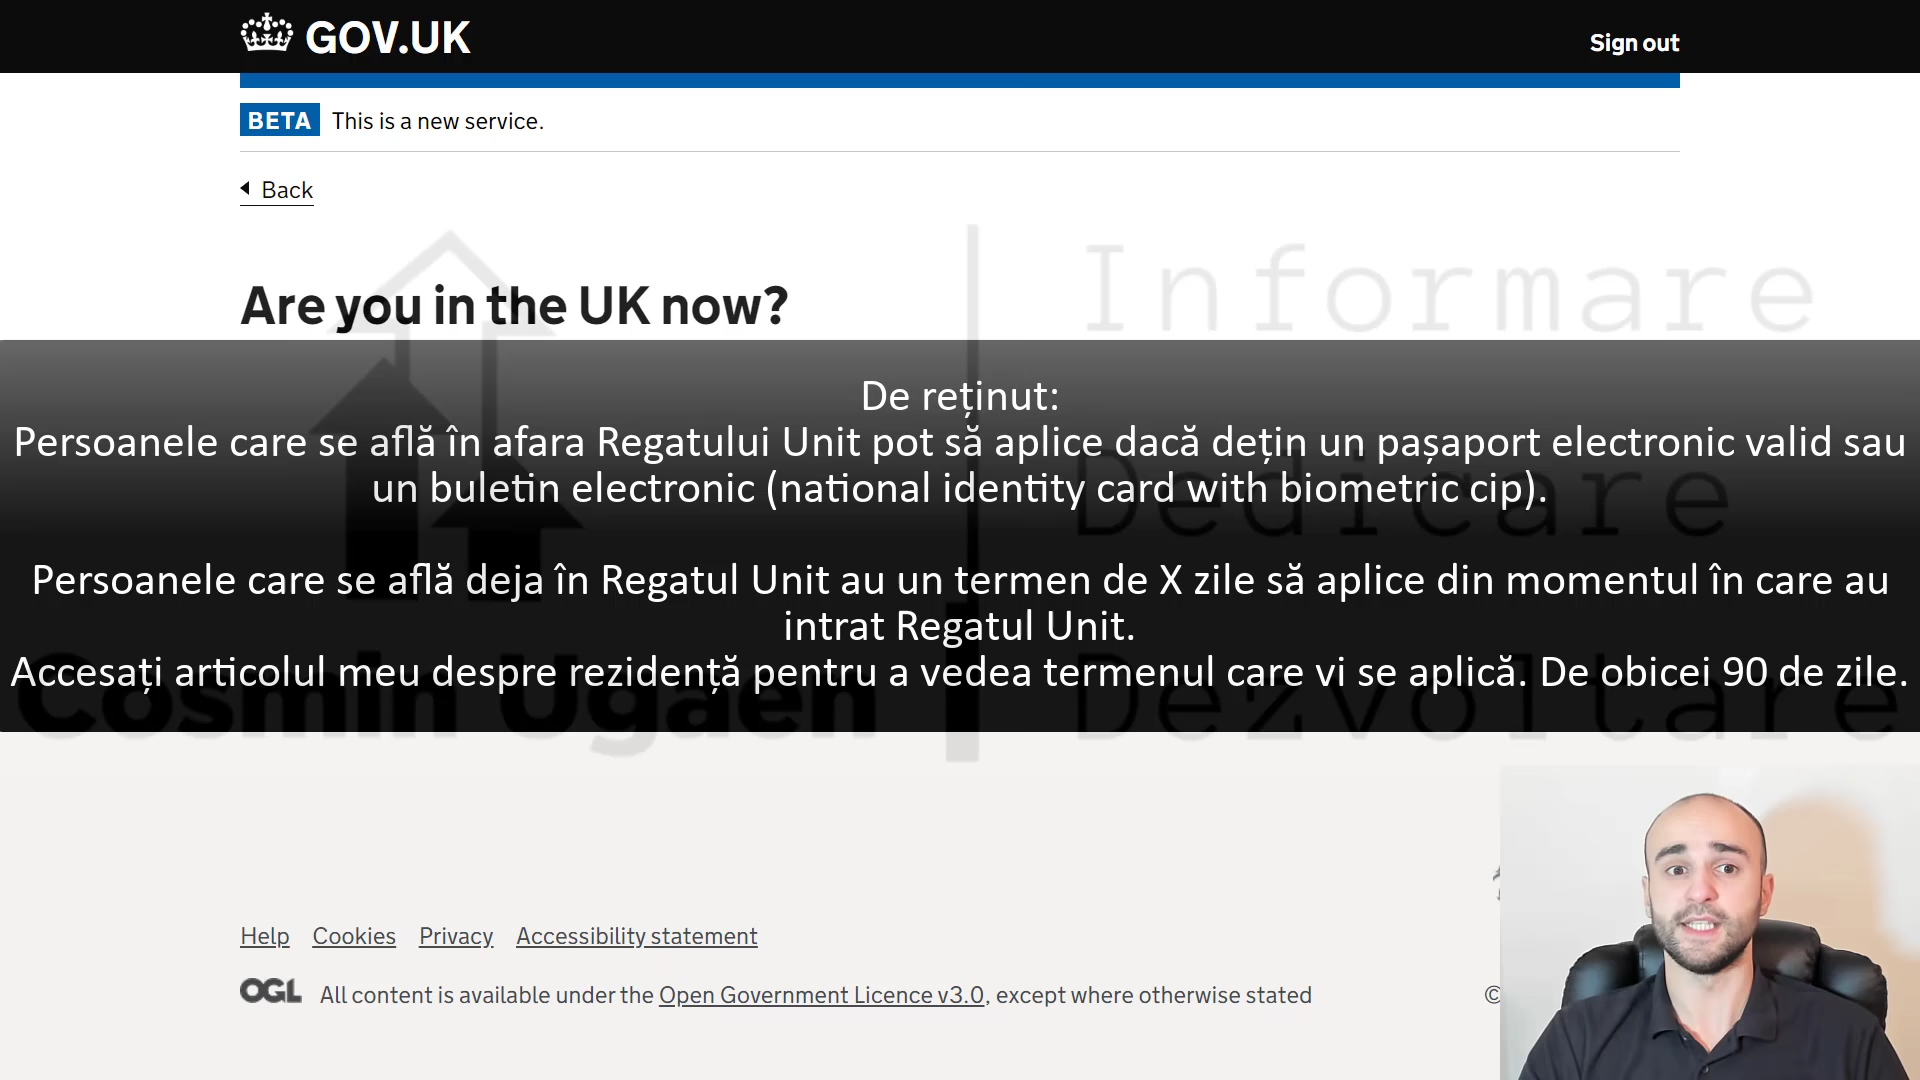 GOV.UK
Sign out
BETA This is a new service.
Back
Are you in the UK now?
Informare
De reținut:
Persoanele care se află în afara Regatului Unit pot să aplice dacă dețin un pașaport electronic valid sau
un buletin electronic (national identity card with biometric cip).
Dedicare
Persoanele care se află deja în Regatul Unit au un termen de X zile să aplice din momentul în care au
intrat Regatul Unit.
Accesați articolul meu despre rezidență pentru a vedea termenul care vi se aplică. De obicei 90 de zile.
Cosmin Ugaen
Dezvoltare
Help Cookies Privacy Accessibility statement
OGL All content is available under the Open Government Licence v3.0, except where otherwise stated
©